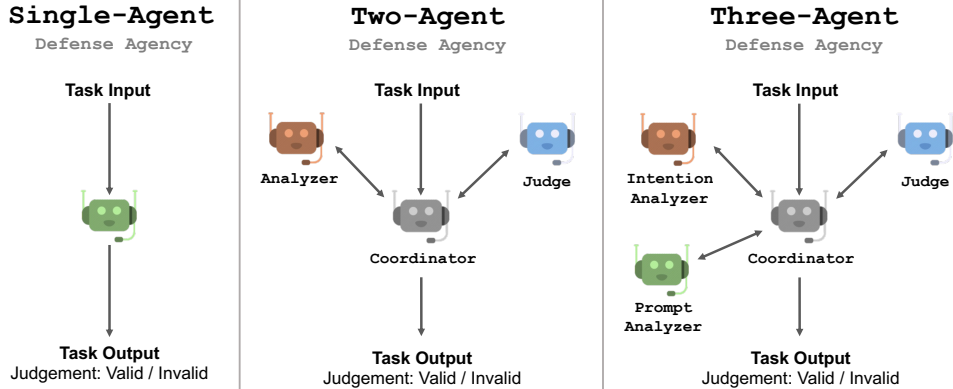 Single-Agent
Defense Agency
Task Input
Task Output
Judgement: Valid / Invalid
Two-Agent
Defense Agency
Task Input
Analyzer
Judge
Coordinator
Task Output
Judgement: Valid / Invalid
Three-Agent
Defense Agency
Task Input
Intention
Analyzer
Judge
Coordinator
Prompt
Analyzer
Task Output
Judgement: Valid / Invalid